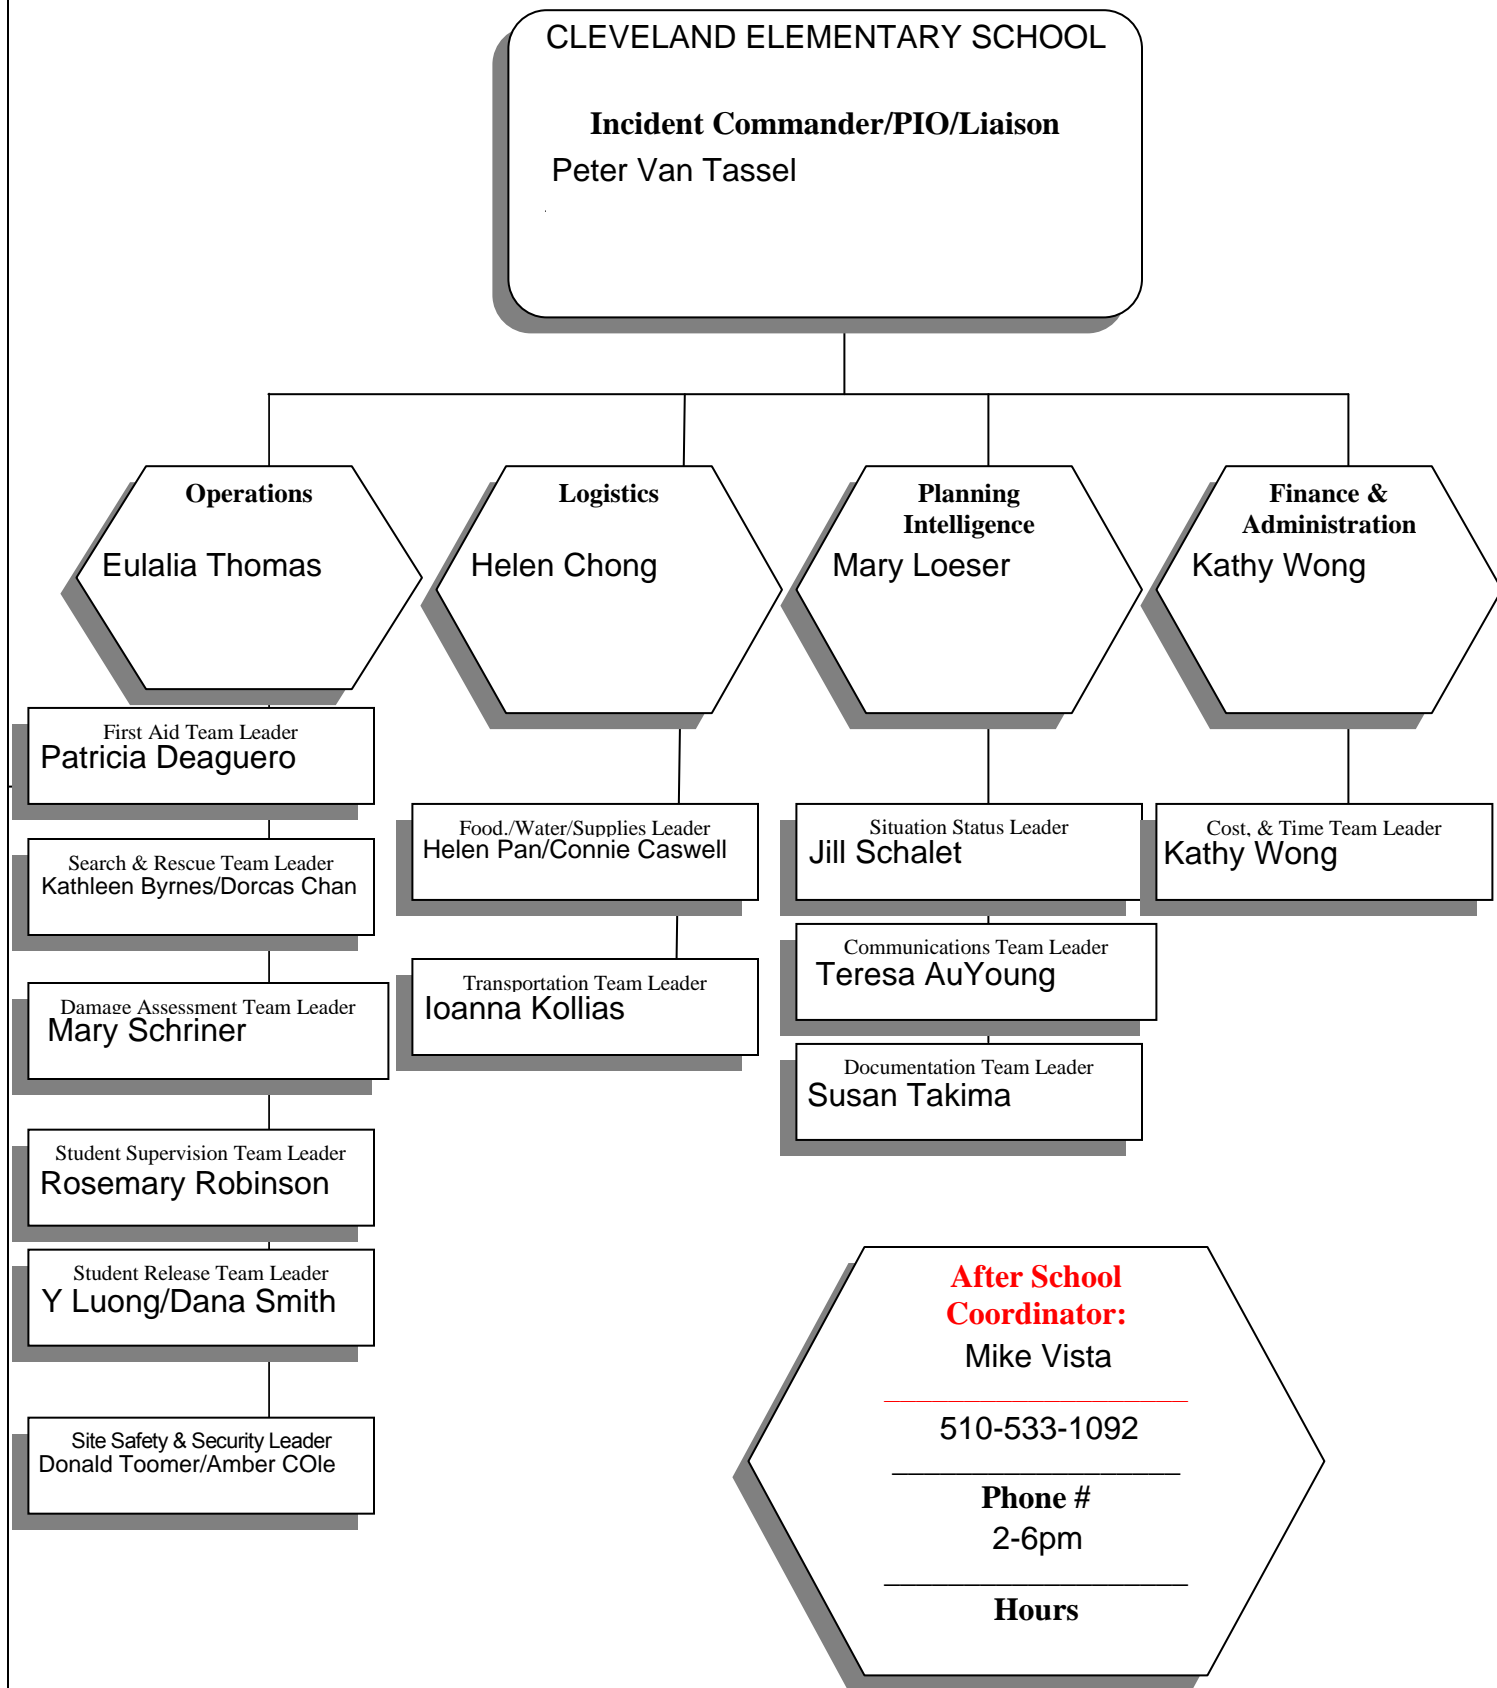 CLEVELAND ELEMENTARY SCHOOL
Incident Commander/PIO/Liaison
Peter Van Tassel
Operations
Eulalia Thomas
Logistics
Helen Chong
Planning
Intelligence
Mary Loeser
Finance &
Administration
Kathy Wong
First Aid Team Leader
Patricia Deaguero
Search & Rescue Team Leader
Kathleen Byrnes/Dorcas Chan
Damage Assessment Team Leader
Mary Schriner
Student Supervision Team Leader
Rosemary Robinson
Student Release Team Leader
Y Luong/Dana Smith
Site Safety & Security Leader
Donald Toomer/Amber COle
Food./Water/Supplies Leader
Helen Pan/Connie Caswell
Transportation Team Leader
Ioanna Kollias
Situation Status Leader
Jill Schalet
Communications Team Leader
Teresa AuYoung
Documentation Team Leader
Susan Takima
Cost, & Time Team Leader
Kathy Wong
After School
Coordinator:
Mike Vista
510-533-1092
Phone #
2-6pm
Hours